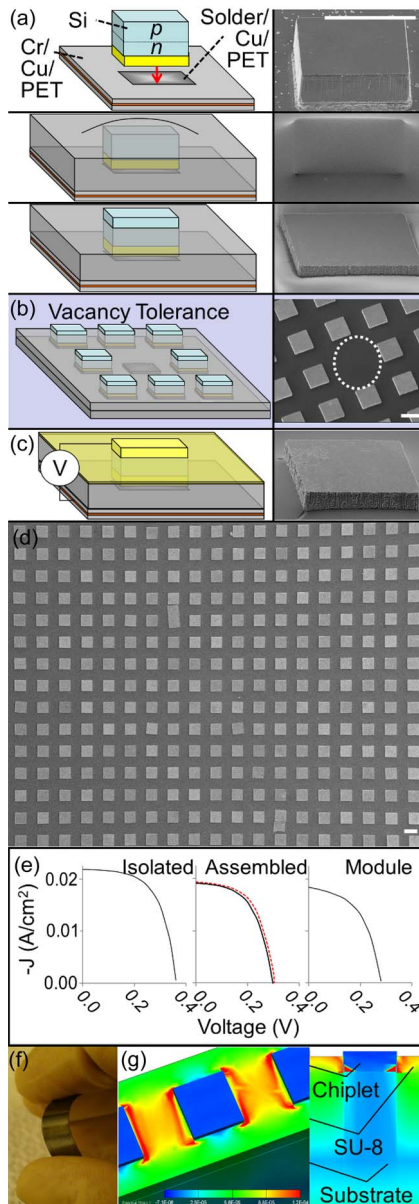 (a)
Si
p
n
Solder/
Cu/
PET
Cr/
Cu/
PET
(b) Vacancy Tolerance
(c)
V
(d)
(e)
Isolated
Assembled
Module
-J (A/cm²)
0.02
0.01
0.00
0.0 0.2 0.4
0.0 0.2 0.4
0.0 0.2 0.4
Voltage (V)
(f)
(g)
Chiplet
SU-8
Substrate